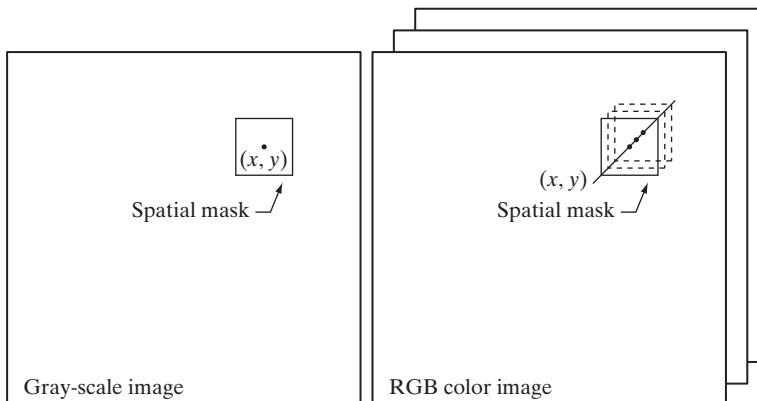 (x, y)
Spatial mask
Gray-scale image
(x, y)
Spatial mask
RGB color image